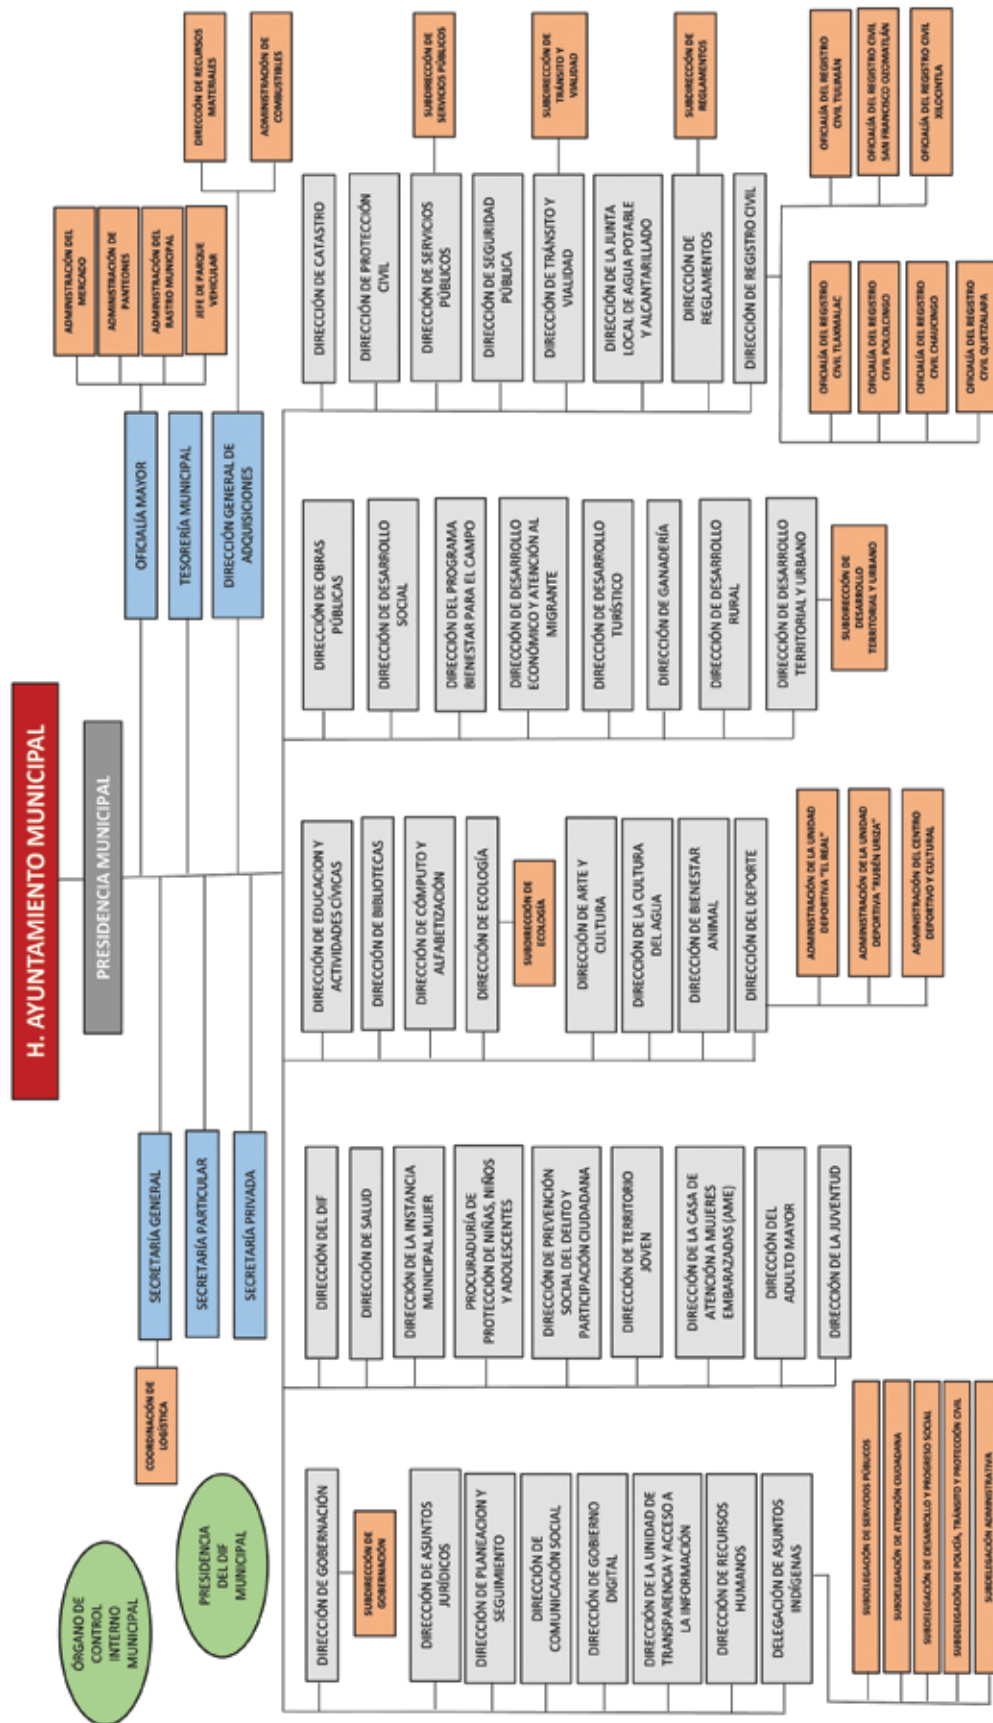 H. AYUNTAMIENTO MUNICIPAL
PRESIDENCIA MUNICIPAL
ÓRGANO DE
CONTROL
INTERNO
MUNICIPAL
PRESIDENCIA
DEL DIF
MUNICIPAL
COORDINACIÓN DE
LOGÍSTICA
SECRETARÍA GENERAL
SECRETARÍA PARTICULAR
SECRETARÍA PRIVADA
OFICIALÍA MAYOR
TESORERÍA MUNICIPAL
DIRECCIÓN GENERAL DE
ADQUISICIONES
ADMINISTRACIÓN DEL
MERCADO
ADMINISTRACIÓN DE
PANTEONES
ADMINISTRACIÓN DEL
RASTRO MUNICIPAL
JEFE DE PARQUE
VEHICULAR
DIRECCIÓN DE RECURSOS
MATERIALES
ADMINISTRACIÓN DE
COMBUSTIBLES
DIRECCIÓN DE GOBERNACIÓN
SUBDIRECCIÓN DE
GOBERNACIÓN
DIRECCIÓN DE ASUNTOS
JURÍDICOS
DIRECCIÓN DE PLANEACION Y
SEGUIMIENTO
DIRECCIÓN DE
COMUNICACIÓN SOCIAL
DIRECCIÓN DE GOBIERNO
DIGITAL
DIRECCIÓN DE LA UNIDAD DE
TRANSPARENCIA Y ACCESO A
LA INFORMACIÓN
DIRECCIÓN DE RECURSOS
HUMANOS
DELEGACIÓN DE ASUNTOS
INDÍGENAS
SUBDELEGACIÓN DE SERVICIOS PÚBLICOS
SUBDELEGACIÓN DE ATENCIÓN CIUDADANA
SUBDELEGACIÓN DE DESARROLLO Y PROGRESO SOCIAL
SUBDELEGACIÓN DE POLICÍA, TRÁNSITO Y PROTECCIÓN CIVIL
SUBDELEGACIÓN ADMINISTRATIVA
DIRECCIÓN DEL DIF
DIRECCIÓN DE SALUD
DIRECCIÓN DE LA INSTANCIA
MUNICIPAL MUJER
PROCURADURÍA DE
PROTECCIÓN DE NIÑAS, NIÑOS
Y ADOLESCENTES
DIRECCIÓN DE PREVENCIÓN
SOCIAL DEL DELITO Y
PARTICIPACIÓN CIUDADANA
DIRECCIÓN DE TERRITORIO
JOVEN
DIRECCIÓN DE LA CASA DE
ATENCIÓN A MUJERES
EMBARAZADAS (AME)
DIRECCIÓN DEL
ADULTO MAYOR
DIRECCIÓN DE LA JUVENTUD
DIRECCIÓN DE EDUCACION Y
ACTIVIDADES CÍVICAS
DIRECCIÓN DE BIBLIOTECAS
DIRECCIÓN DE CÓMPUTO Y
ALFABETIZACIÓN
DIRECCIÓN DE ECOLOGÍA
SUBDIRECCIÓN DE
ECOLOGÍA
DIRECCIÓN DE ARTE Y
CULTURA
DIRECCIÓN DE LA CULTURA
DEL AGUA
DIRECCIÓN DE BIENESTAR
ANIMAL
DIRECCIÓN DEL DEPORTE
ADMINISTRACIÓN DE LA UNIDAD
DEPORTIVA "EL REAL"
ADMINISTRACIÓN DE LA UNIDAD
DEPORTIVA "RUBÉN URIZA"
ADMINISTRACIÓN DEL CENTRO
DEPORTIVO Y CULTURAL
DIRECCIÓN DE OBRAS
PÚBLICAS
DIRECCIÓN DE DESARROLLO
SOCIAL
DIRECCIÓN DEL PROGRAMA
BIENESTAR PARA EL CAMPO
DIRECCIÓN DE DESARROLLO
ECONÓMICO Y ATENCIÓN AL
MIGRANTE
DIRECCIÓN DE DESARROLLO
TURÍSTICO
DIRECCIÓN DE GANADERÍA
DIRECCIÓN DE DESARROLLO
RURAL
DIRECCIÓN DE DESARROLLO
TERRITORIAL Y URBANO
SUBDIRECCIÓN DE
DESARROLLO
TERRITORIAL Y URBANO
DIRECCIÓN DE CATASTRO
DIRECCIÓN DE PROTECCIÓN
CIVIL
DIRECCIÓN DE SERVICIOS
PÚBLICOS
SUBDIRECCIÓN DE
SERVICIOS PÚBLICOS
DIRECCIÓN DE SEGURIDAD
PÚBLICA
DIRECCIÓN DE TRÁNSITO Y
VIALIDAD
SUBDIRECCIÓN DE
TRÁNSITO Y
VIALIDAD
DIRECCIÓN DE LA JUNTA
LOCAL DE AGUA POTABLE
Y ALCANTARILLADO
DIRECCIÓN DE
REGLAMENTOS
SUBDIRECCIÓN DE
REGLAMENTOS
DIRECCIÓN DE REGISTRO CIVIL
OFICIALÍA DEL REGISTRO
CIVIL TLAXMALAC
OFICIALÍA DEL REGISTRO
CIVIL POLOLCINGO
OFICIALÍA DEL REGISTRO
CIVIL CHAUCINGO
OFICIALÍA DEL REGISTRO
CIVIL QUETZALAPA
OFICIALÍA DEL REGISTRO
CIVIL TULIMÁN
OFICIALÍA DEL REGISTRO CIVIL
SAN FRANCISCO OZOMATLÁN
OFICIALÍA DEL REGISTRO CIVIL
XILOCINTLA